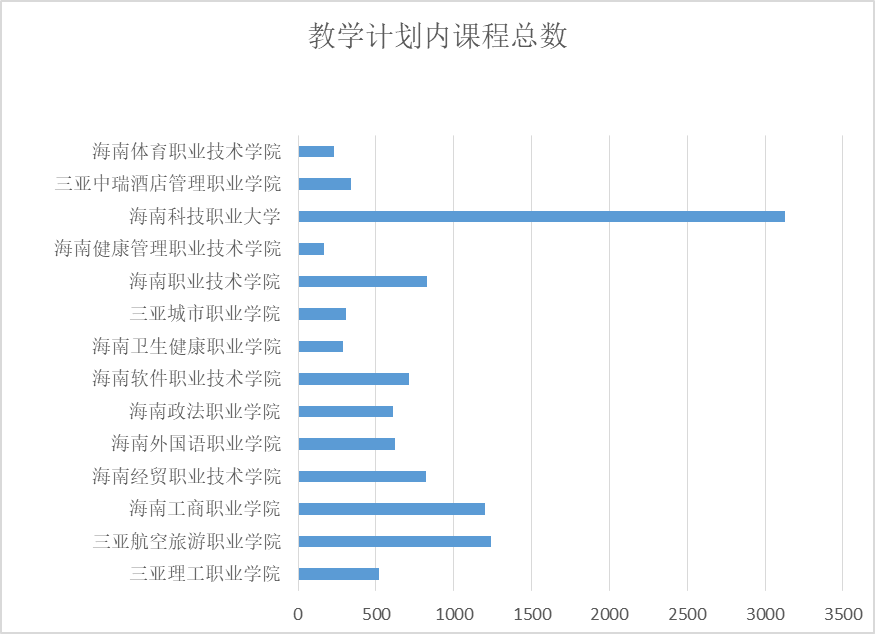 教学计划内课程总数
海南体育职业技术学院
三亚中瑞酒店管理职业学院
海南科技职业大学
海南健康管理职业技术学院
海南职业技术学院
三亚城市职业学院
海南卫生健康职业学院
海南软件职业技术学院
海南政法职业学院
海南外国语职业学院
海南经贸职业技术学院
海南工商职业学院
三亚航空旅游职业学院
三亚理工职业学院
0 500 1000 1500 2000 2500 3000 3500